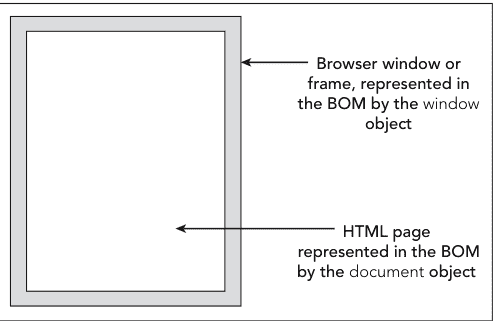 Browser window or
frame, represented in
the BOM by the window
object
HTML page
represented in the BOM
by the document object